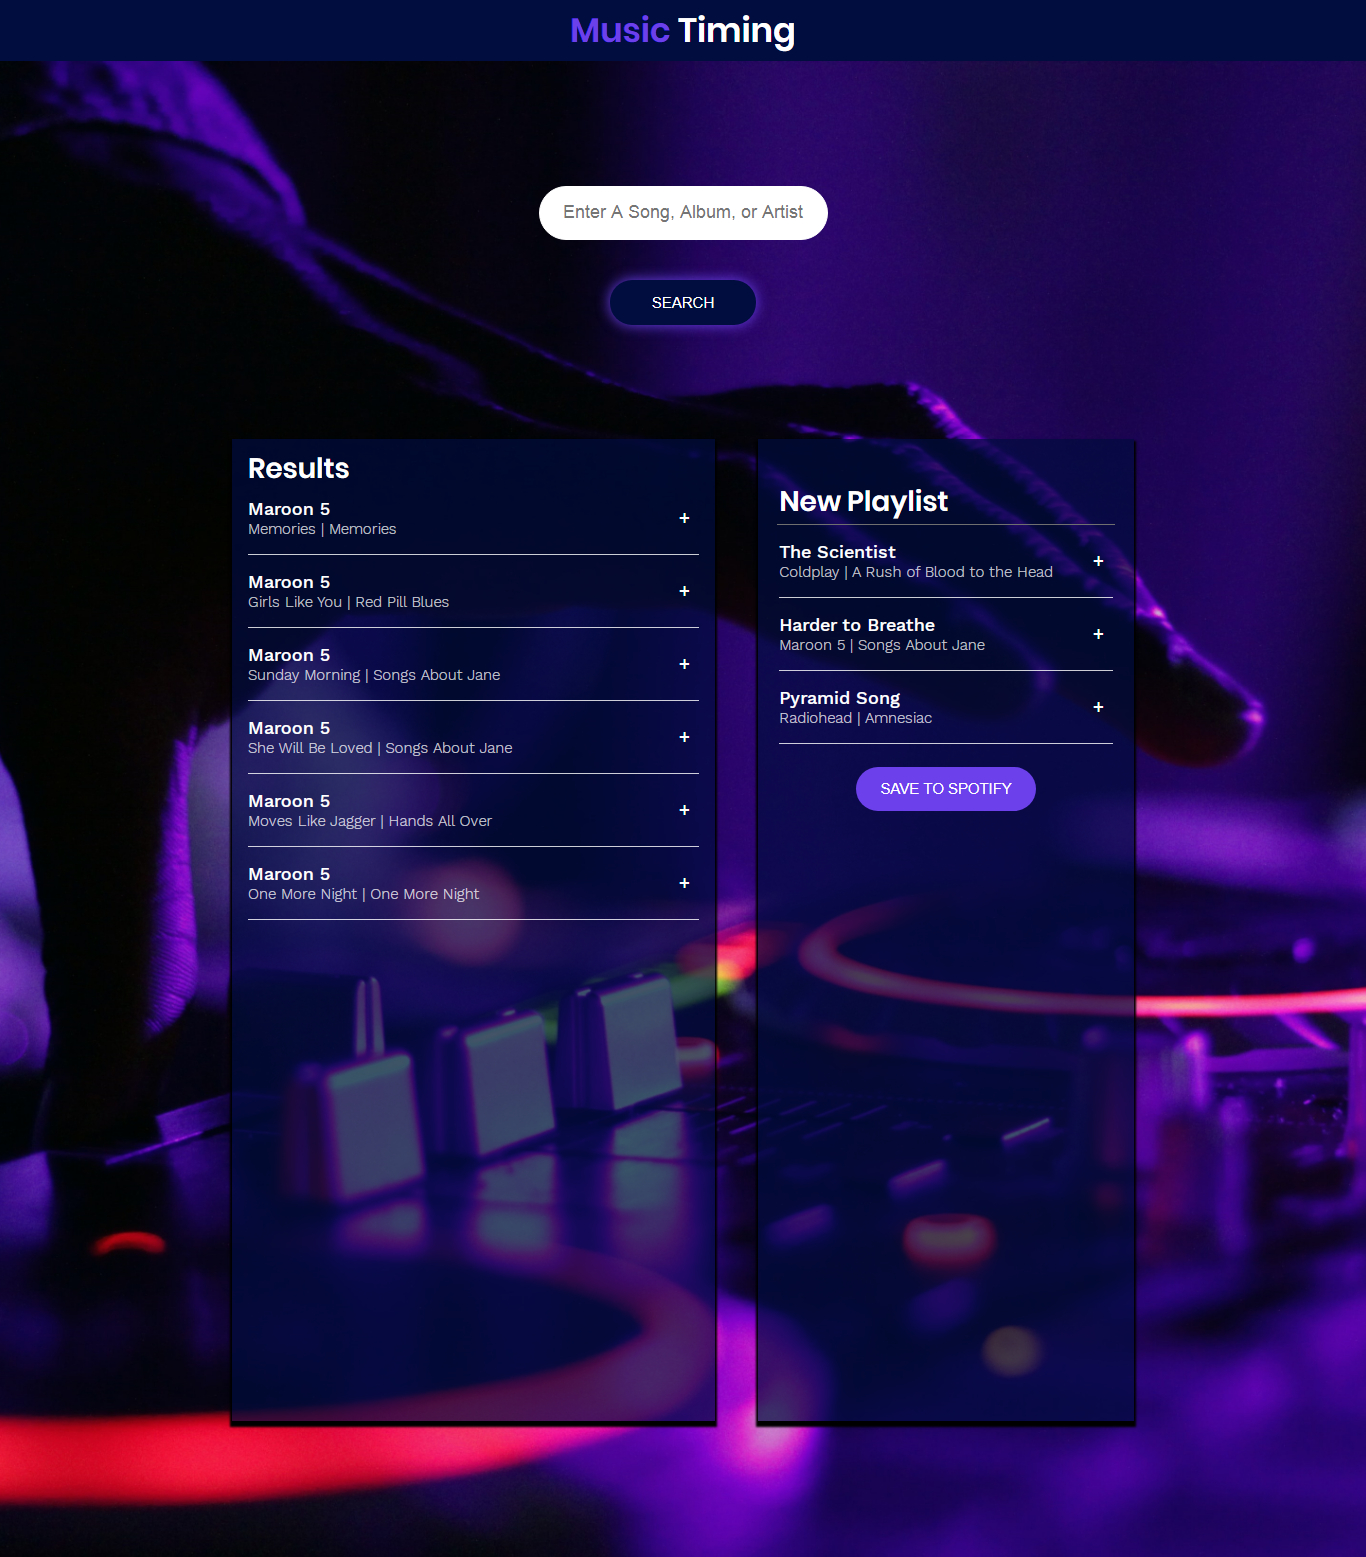 Music Timing
Enter A Song, Album, or Artist
SEARCH
Results
Maroon 5
Memories | Memories
+
Maroon 5
Girls Like You | Red Pill Blues
+
Maroon 5
Sunday Morning | Songs About Jane
+
Maroon 5
She Will Be Loved | Songs About Jane
+
Maroon 5
Moves Like Jagger | Hands All Over
+
Maroon 5
One More Night | One More Night
+
New Playlist
The Scientist
Coldplay | A Rush of Blood to the Head
+
Harder to Breathe
Maroon 5 | Songs About Jane
+
Pyramid Song
Radiohead | Amnesiac
+
SAVE TO SPOTIFY